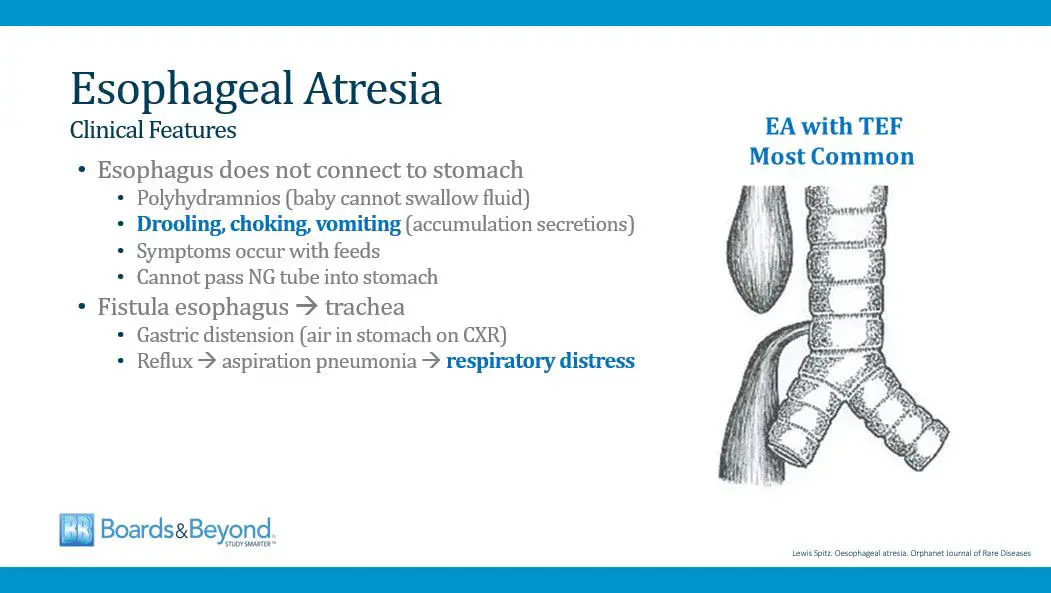 Esophageal Atresia
Clinical Features
• Esophagus does not connect to stomach
• Polyhydramnios (baby cannot swallow fluid)
• Drooling, choking, vomiting (accumulation secretions)
• Symptoms occur with feeds
• Cannot pass NG tube into stomach
• Fistula esophagus → trachea
• Gastric distension (air in stomach on CXR)
• Reflux → aspiration pneumonia → respiratory distress
EA with TEF
Most Common
BB Boards&Beyond
STUDY SMARTER™
Lewis Spitz. Oesophageal atresia. Orphanet Journal of Rare Diseases